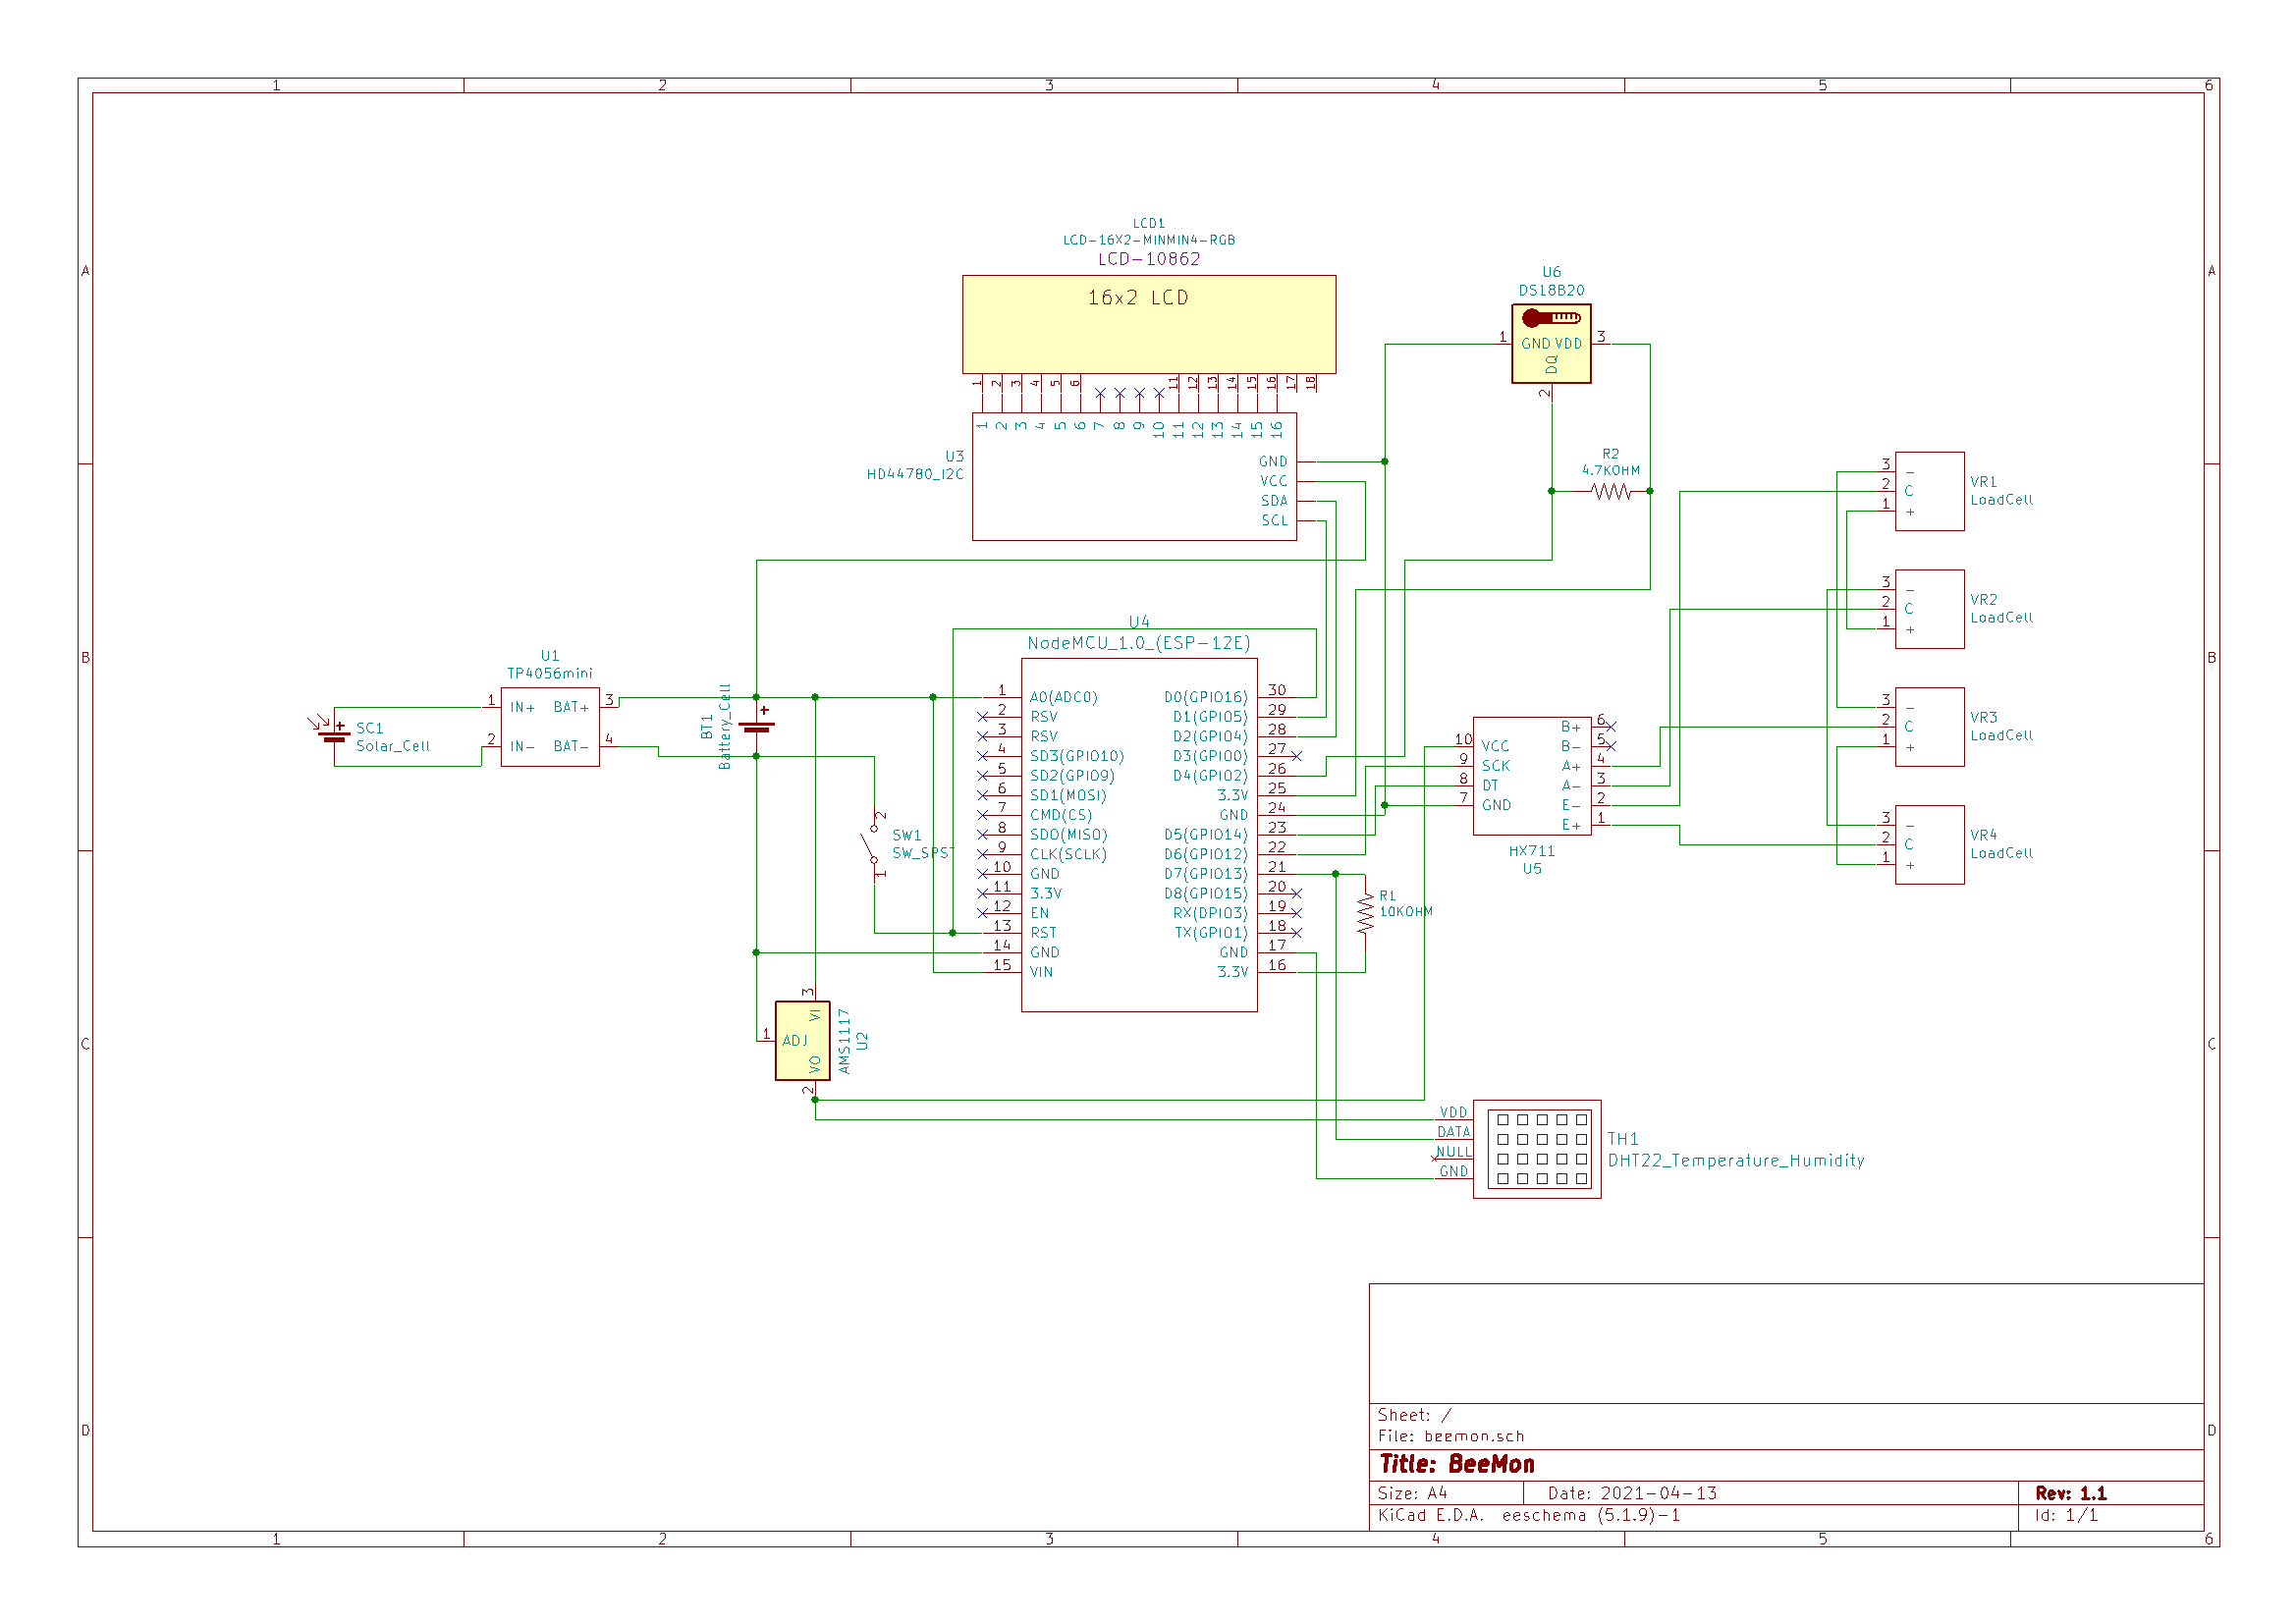 1 2 3 4 5 6
A A
B B
C C
D D
LCD1
LCD-16X2-MINMIN4-RGB
LCD-10862
16x2 LCD
1 2 3 4 5 6 11 12 13 14 15 16 17 18
1 2 3 4 5 6 7 8 9 10 11 12 13 14 15 16
U3
HD44780_I2C
GND
VCC
SDA
SCL
U6
DS18B20
1 GND VDD 3
DQ
2
R2
4.7KOHM
3 -
2 C
1 +
VR1
LoadCell
3 -
2 C
1 +
VR2
LoadCell
3 -
2 C
1 +
VR3
LoadCell
3 -
2 C
1 +
VR4
LoadCell
U1
TP4056mini
1 IN+ BAT+ 3
2 IN- BAT- 4
+
SC1
Solar_Cell
BT1
Battery_Cell
+
SW1
SW_SPST
2
1
U4
NodeMCU_1.0_(ESP-12E)
1 A0(ADC0) D0(GPIO16) 30
2 RSV D1(GPIO5) 29
3 RSV D2(GPIO4) 28
4 SD3(GPIO10) D3(GPIO0) 27
5 SD2(GPIO9) D4(GPIO2) 26
6 SD1(MOSI) 3.3V 25
7 CMD(CS) GND 24
8 SDO(MISO) D5(GPIO14) 23
9 CLK(SCLK) D6(GPIO12) 22
10 GND D7(GPIO13) 21
11 3.3V D8(GPIO15) 20
12 EN RX(DPIO3) 19
13 RST TX(GPIO1) 18
14 GND GND 17
15 VIN 3.3V 16
R1
10KOHM
B+ 6
10 VCC B- 5
9 SCK A+ 4
8 DT A- 3
7 GND E- 2
E+ 1
HX711
U5
3
VI
1 ADJ
VO
2
AMS1117
U2
VDD
DATA
NULL
GND
TH1
DHT22_Temperature_Humidity
Sheet: /
File: beemon.sch
Title: BeeMon
Size: A4 Date: 2021-04-13 Rev: 1.1
KiCad E.D.A. eeschema (5.1.9)-1 Id: 1/1
1 2 3 4 5 6